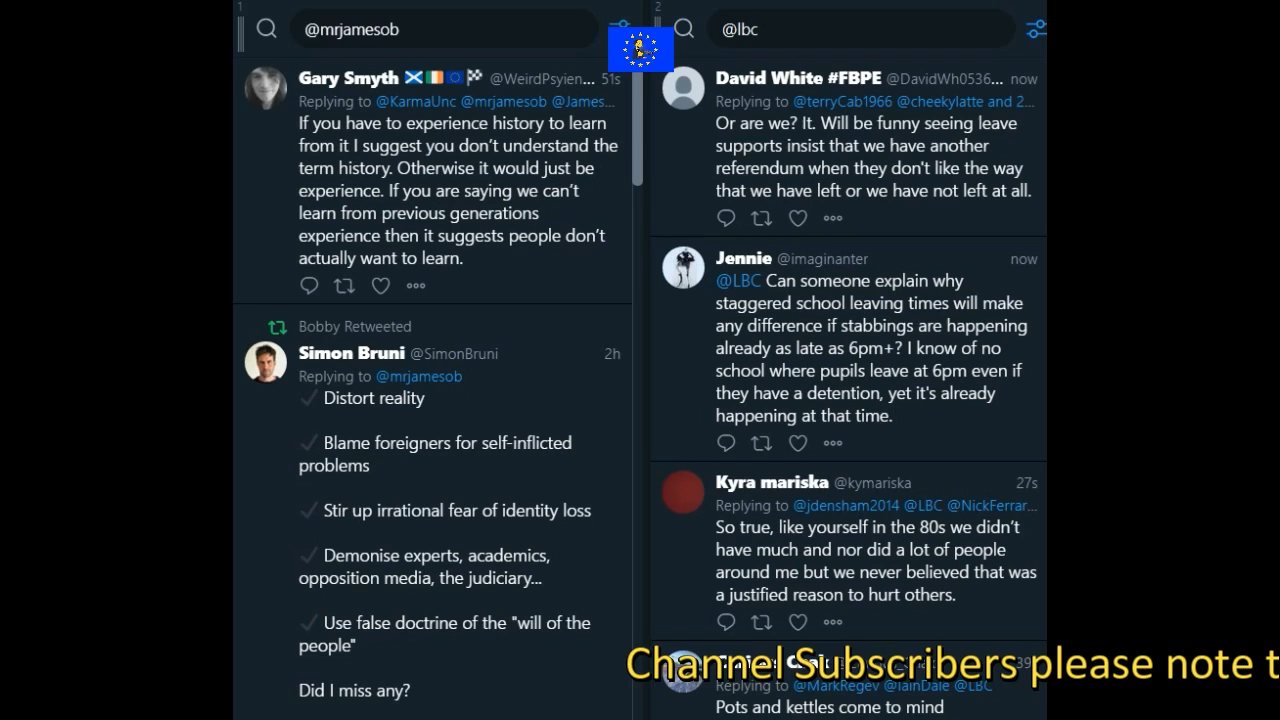 1
@mrjamesob
Gary Smyth @WeirdPsyien... 51s
Replying to @KarmaUnc @mrjamesob @James...
If you have to experience history to learn
from it I suggest you don't understand the
term history. Otherwise it would just be
experience. If you are saying we can't
learn from previous generations
experience then it suggests people don't
actually want to learn.
Bobby Retweeted
Simon Bruni @SimonBruni 2h
Replying to @mrjamesob
Distort reality
Blame foreigners for self-inflicted
problems
Stir up irrational fear of identity loss
Demonise experts, academics,
opposition media, the judiciary...
Use false doctrine of the "will of the
people"
Did I miss any?
2
@lbc
David White #FBPE @DavidWh0536... now
Replying to @terryCab1966 @cheekylatte and 2...
Or are we? It. Will be funny seeing leave
supports insist that we have another
referendum when they don't like the way
that we have left or we have not left at all.
Jennie @imaginanter now
@LBC Can someone explain why
staggered school leaving times will make
any difference if stabbings are happening
already as late as 6pm+? I know of no
school where pupils leave at 6pm even if
they have a detention, yet it's already
happening at that time.
Kyra mariska @kymariska 27s
Replying to @jdensham2014 @LBC @NickFerrar...
So true, like yourself in the 80s we didn't
have much and nor did a lot of people
around me but we never believed that was
a justified reason to hurt others.
Channel Subscribers please note t
Replying to @MarkRegev @IainDale @LBC
Pots and kettles come to mind